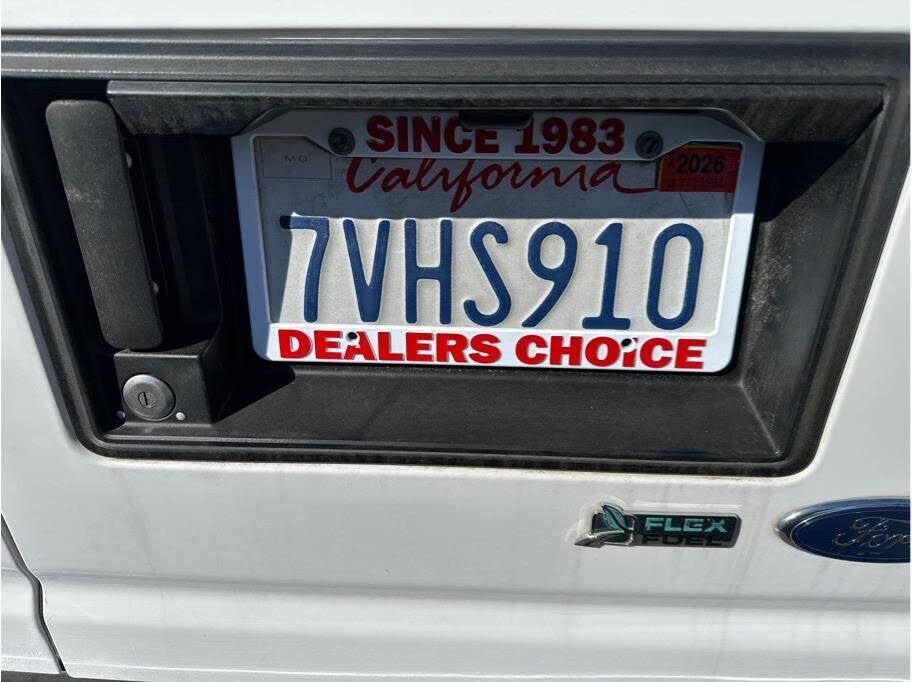 SINCE 1983
MO
California
2026
7VHS910
DEALERS CHOICE
FLEX
FUEL
Ford